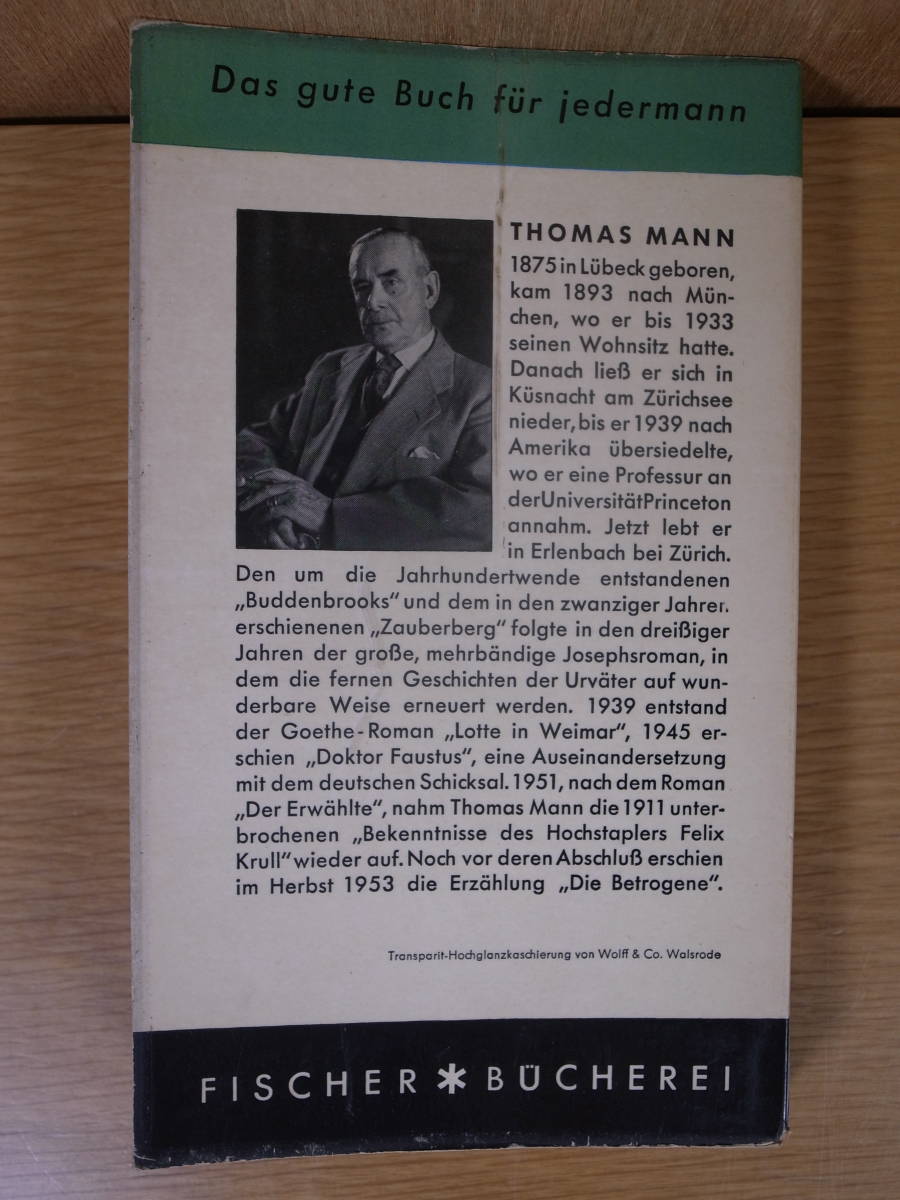 Das gute Buch für jedermann
THOMAS MANN
1875 in Lübeck geboren,
kam 1893 nach Mün-
chen, wo er bis 1933
seinen Wohnsitz hatte.
Danach ließ er sich in
Küsnacht am Zürichsee
nieder, bis er 1939 nach
Amerika übersiedelte,
wo er eine Professur an
der Universität Princeton
annahm. Jetzt lebt er
in Erlenbach bei Zürich.
Den um die Jahrhundertwende entstandenen
„Buddenbrooks“ und dem in den zwanziger Jahrer.
erschienenen „Zauberberg“ folgte in den dreißiger
Jahren der große, mehrbändige Josephsroman, in
dem die fernen Geschichten der Urväter auf wun-
derbare Weise erneuert werden. 1939 entstand
der Goethe-Roman „Lotte in Weimar“, 1945 er-
schien „Doktor Faustus“, eine Auseinandersetzung
mit dem deutschen Schicksal. 1951, nach dem Roman
„Der Erwählte“, nahm Thomas Mann die 1911 unter-
brochenen „Bekenntnisse des Hochstaplers Felix
Krull“ wieder auf. Noch vor deren Abschluß erschien
im Herbst 1953 die Erzählung „Die Betrogene“.
Transparit-Hochglanzkaschierung von Wolff & Co. Walsrode
FISCHER * BÜCHEREI